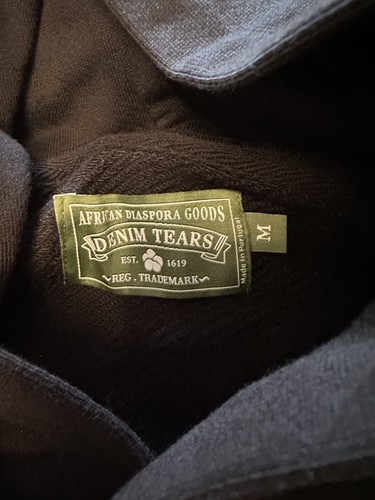 AFRICAN DIASPORA GOODS
DENIM TEARS
EST. 1619
REG. TRADEMARK
Made in Portugal
M